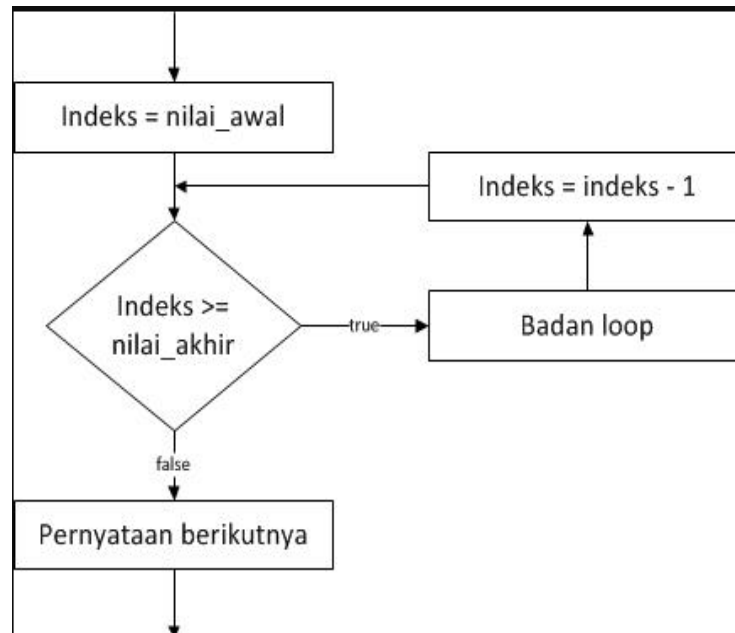 Indeks = nilai_awal
Indeks = indeks - 1
Indeks >=
nilai_akhir
true
Badan loop
false
Pernyataan berikutnya